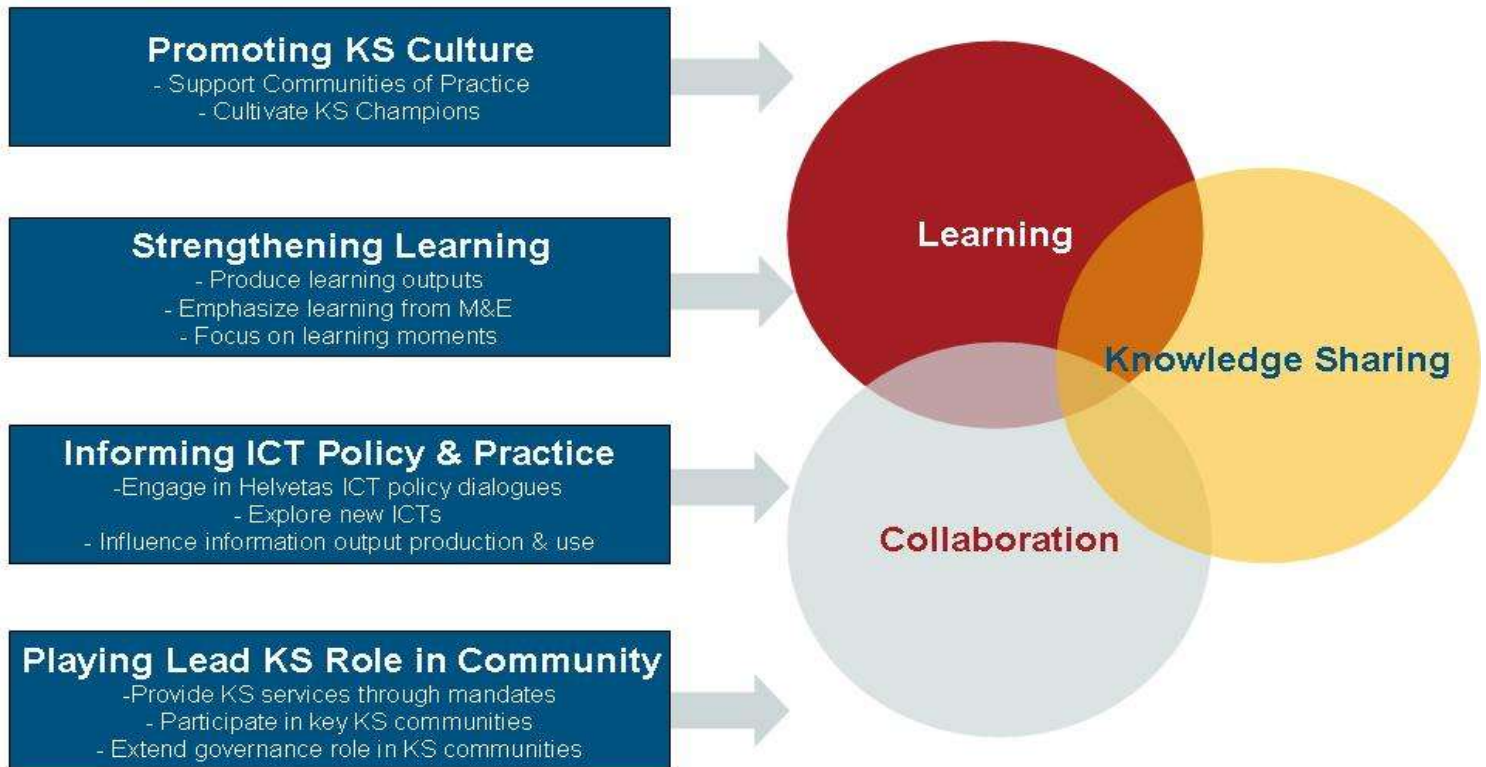 Promoting KS Culture
- Support Communities of Practice
- Cultivate KS Champions
Strengthening Learning
- Produce learning outputs
- Emphasize learning from M&E
- Focus on learning moments
Informing ICT Policy & Practice
-Engage in Helvetas ICT policy dialogues
- Explore new ICTs
- Influence information output production & use
Playing Lead KS Role in Community
-Provide KS services through mandates
- Participate in key KS communities
- Extend governance role in KS communities
Learning
Knowledge Sharing
Collaboration